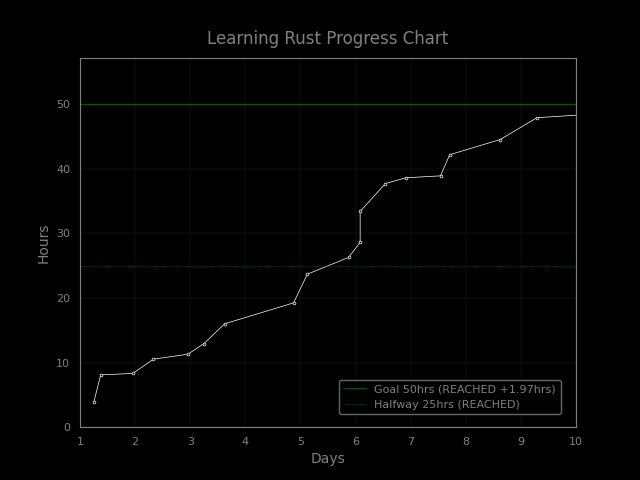 Learning Rust Progress Chart
50
40
30
20
10
0
Hours
Goal 50hrs (REACHED +1.97hrs)
Halfway 25hrs (REACHED)
1 2 3 4 5 6 7 8 9 10
Days